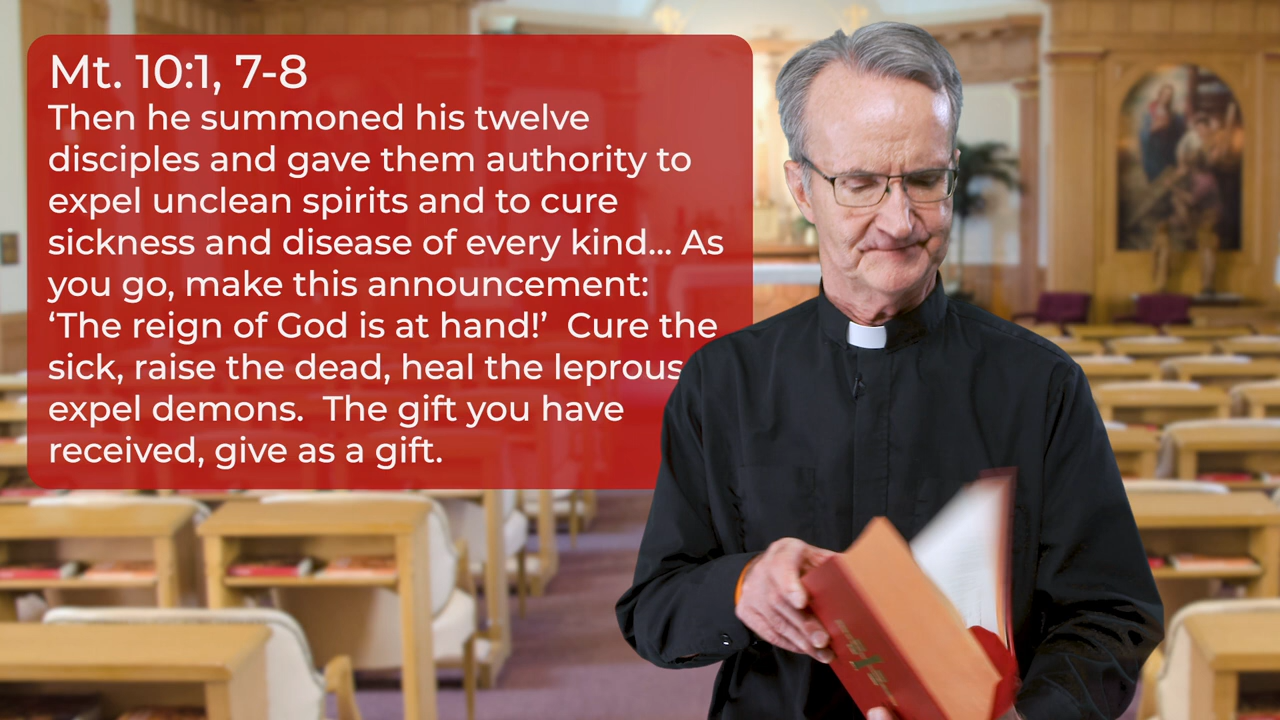 Mt. 10:1, 7-8
Then he summoned his twelve
disciples and gave them authority to
expel unclean spirits and to cure
sickness and disease of every kind... As
you go, make this announcement:
‘The reign of God is at hand!’  Cure the
sick, raise the dead, heal the leprous
expel demons.  The gift you have
received, give as a gift.